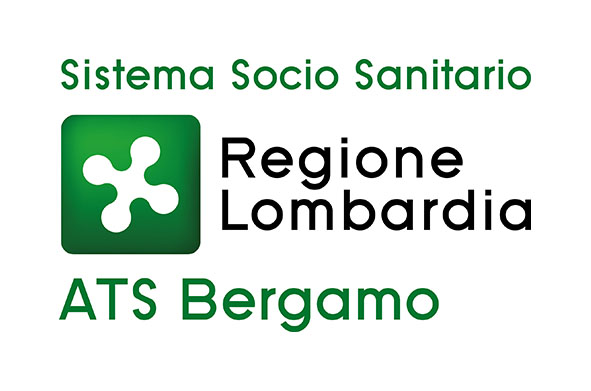 Sistema Socio Sanitario
Regione
Lombardia
ATS Bergamo